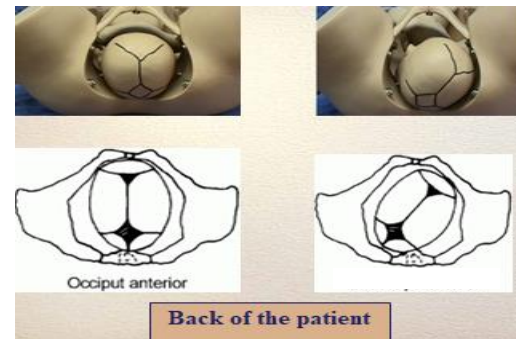 Occiput anterior
Back of the patient